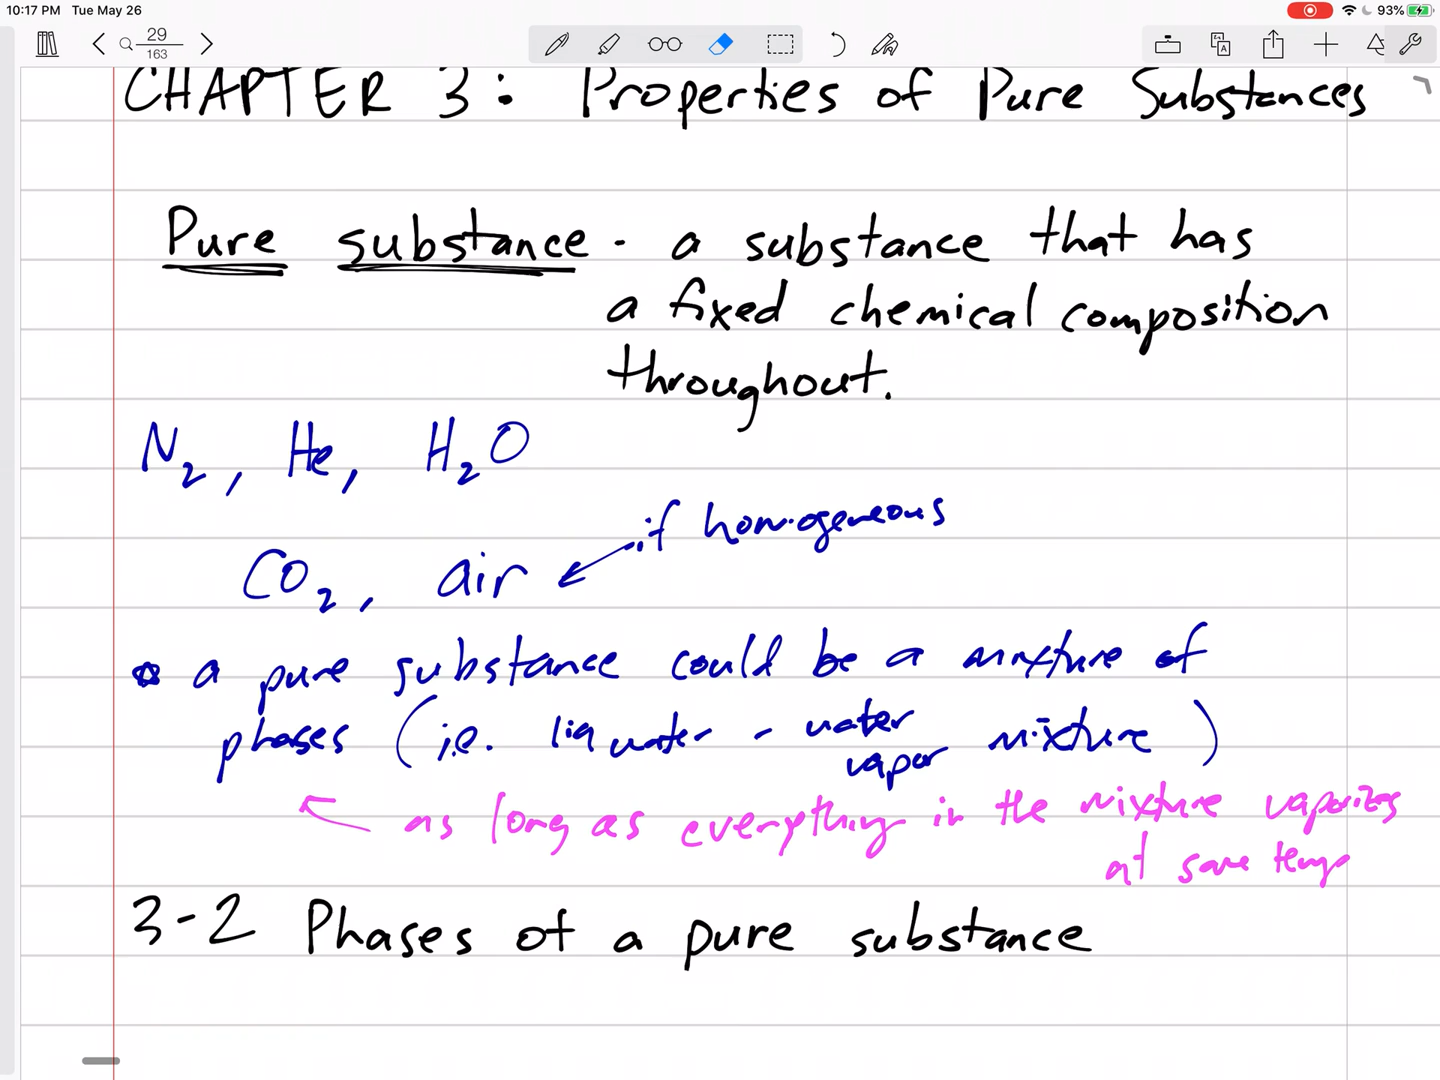 10:17 PM Tue May 26
93%
29
163
CHAPTER 3: Properties of Pure Substances
Pure substance - a substance that has
a fixed chemical composition
throughout.
N2, He, H2O
if homogeneous
CO2, air
* a pure substance could be a mixture of
phases (i.e. liq water - water vapor mixture)
as long as everything in the mixture vaporizes
at same temp
3-2 Phases of a pure substance